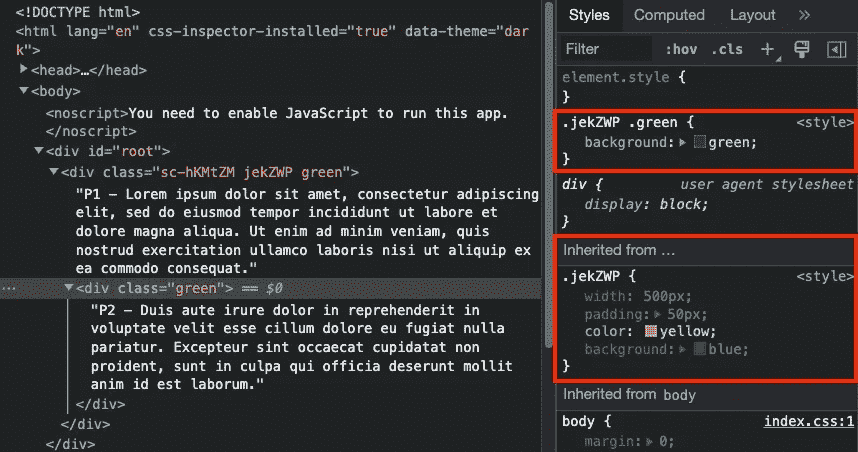 <!DOCTYPE html>
<html lang="en" css-inspector-installed="true" data-theme="dar
k">
<head>…</head>
<body>
<noscript>You need to enable JavaScript to run this app.
</noscript>
<div id="root">
<div class="sc-hKMtZM jekZWP green">
"P1 – Lorem ipsum dolor sit amet, consectetur adipiscing
elit, sed do eiusmod tempor incididunt ut labore et
dolore magna aliqua. Ut enim ad minim veniam, quis
nostrud exercitation ullamco laboris nisi ut aliquip ex
ea commodo consequat."
… <div class="green"> == $0
"P2 – Duis aute irure dolor in reprehenderit in
voluptate velit esse cillum dolore eu fugiat nulla
pariatur. Excepteur sint occaecat cupidatat non
proident, sunt in culpa qui officia deserunt mollit
anim id est laborum."
</div>
</div>
</div>
Styles Computed Layout »
Filter :hov .cls +
element.style {
}
.jekZWP .green { <style>
background: green;
}
div { user agent stylesheet
display: block;
}
Inherited from …
.jekZWP { <style>
width: 500px;
padding: 50px;
color: yellow;
background: blue;
}
Inherited from body
body { index.css:1
margin: 0;